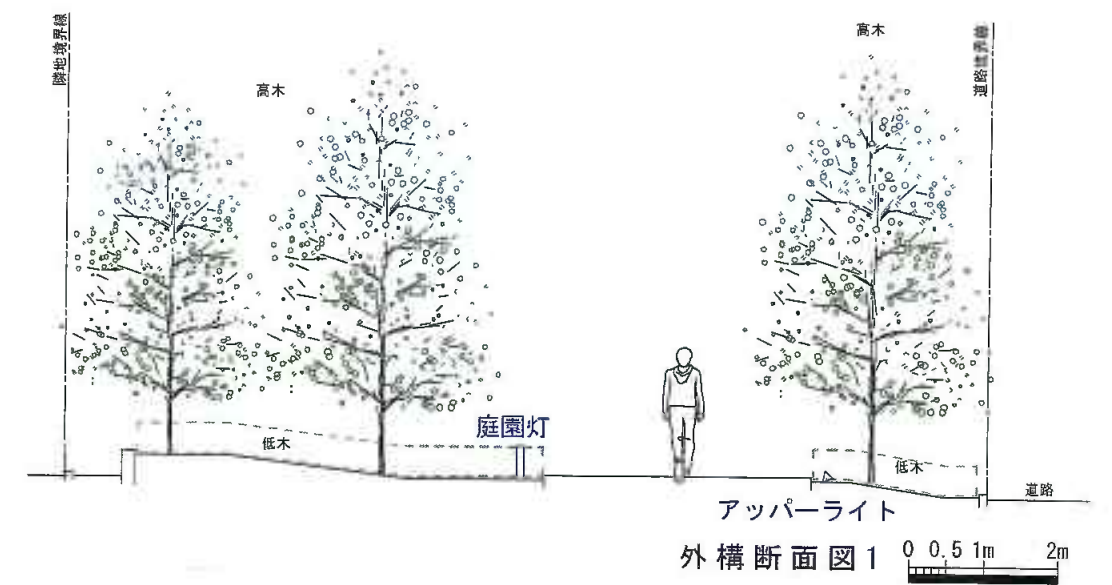 隣地境界線
高木
高木
道路境界線
庭園灯
低木
低木
アッパーライト
道路
外構断面図1
0 0.5 1m 2m